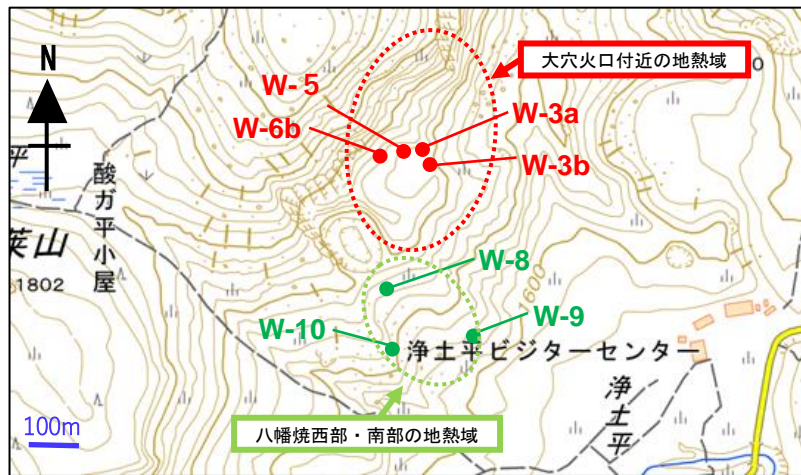 N
大穴火口付近の地熱域
W-5
W-3a
W-6b
W-3b
平
酸ガ平小屋
莱山
1802
W-8
1600
W-10
W-9
浄土平ビジターセンター
浄土平
八幡焼西部・南部の地熱域
100m